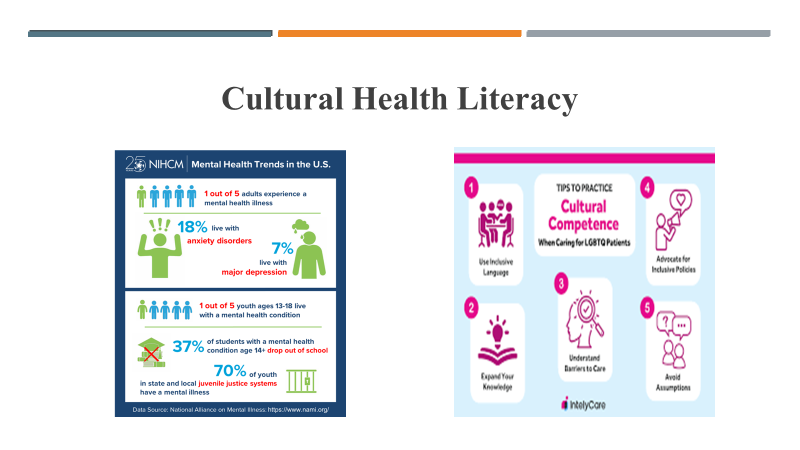 Cultural Health Literacy
25 NIHCM Mental Health Trends in the U.S.
1 out of 5 adults experience a
mental health illness
18% live with
anxiety disorders
7%
live with
major depression
1 out of 5 youth ages 13-18 live
with a mental health condition
37% of students with a mental health
condition age 14+ drop out of school
70% of youth
in state and local juvenile justice systems
have a mental illness
Data Source: National Alliance on Mental Illness: https://www.nami.org/
TIPS TO PRACTICE
Cultural
Competence
When Caring for LGBTQ Patients
1
Use Inclusive
Language
2
Expand Your
Knowledge
3
Understand
Barriers to Care
4
Advocate for
Inclusive Policies
5
Avoid
Assumptions
IntelyCare